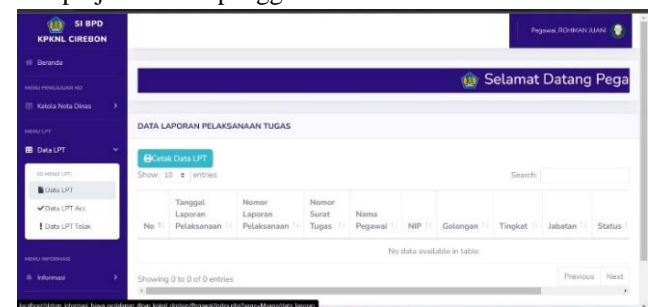 SI BPD
KPKNL CIREBON
Pegawai, ROHMAN JUANI
Beranda
Selamat Datang Pega
MENU PENGAJUAN ND
Kelola Nota Dinas
MENU LPT
DATA LAPORAN PELAKSANAAN TUGAS
Data LPT
Cetak Data LPT
SUB MENU LPT:
Show 10 entries
Search:
Data LPT
Data LPT Acc
Data LPT Tolak
No
Tanggal Laporan Pelaksanaan
Nomor Laporan Pelaksanaan
Nomor Surat Tugas
Nama Pegawai
NIP
Golongan
Tingkat
Jabatan
Status
No data available in table
MENU INFORMASI
Informasi
Showing 0 to 0 of 0 entries
Previous Next